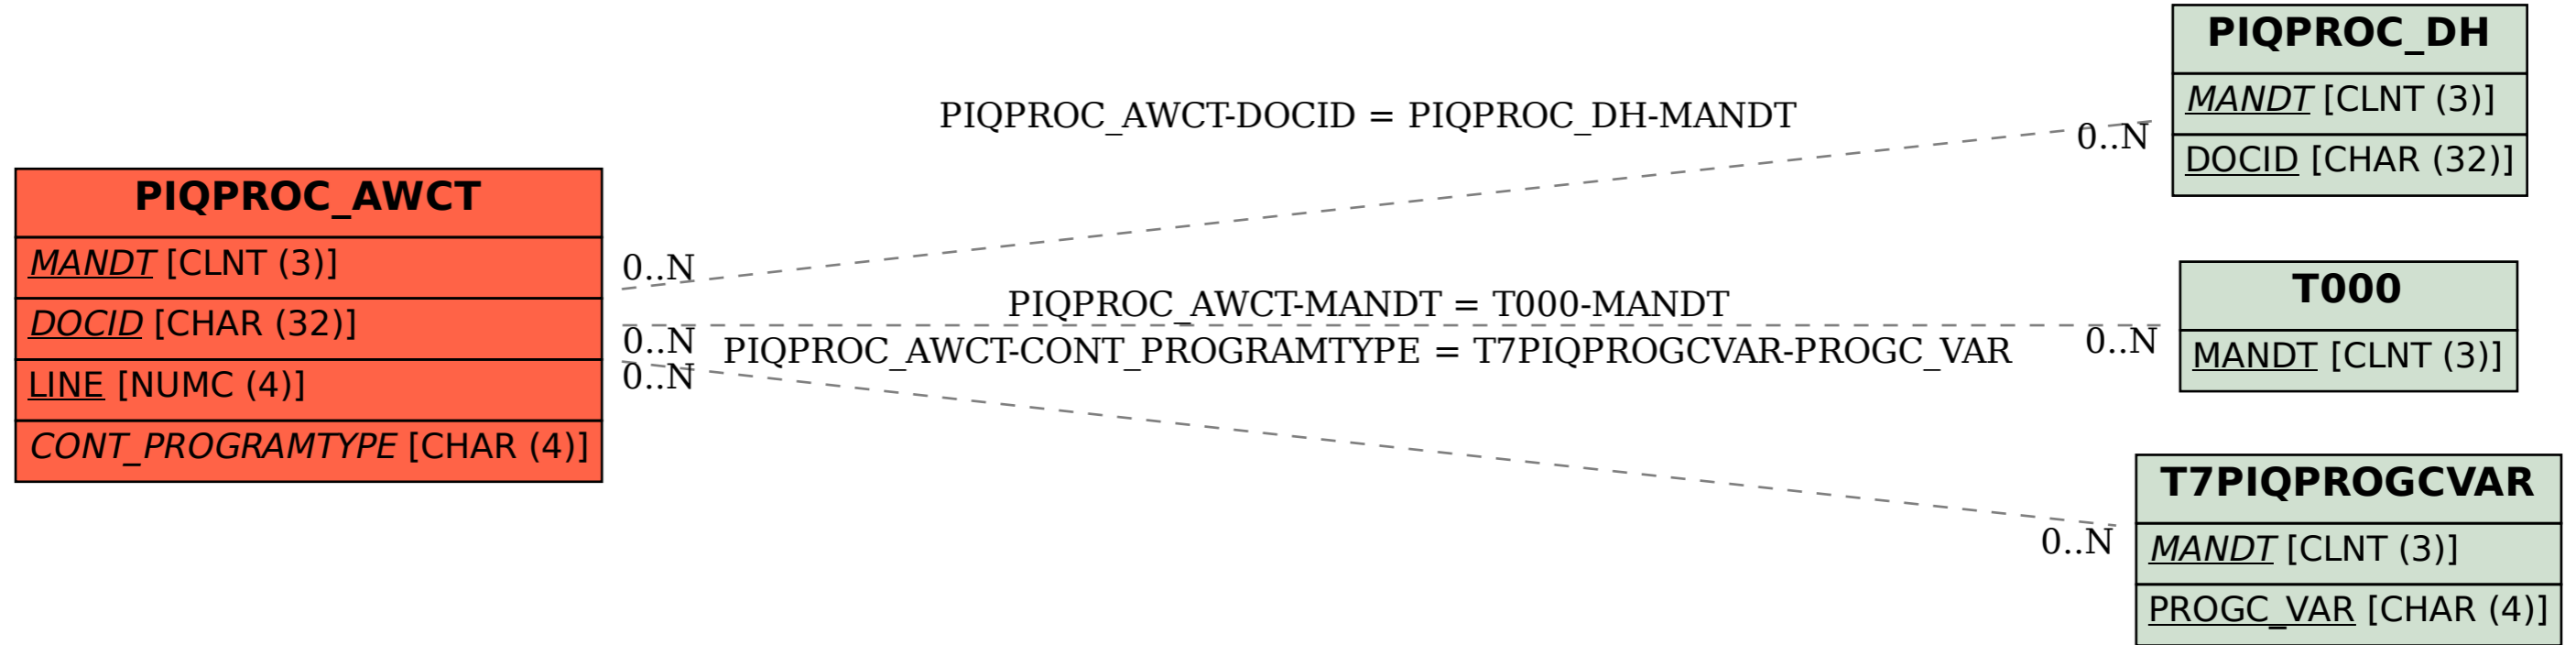 PIQPROC_AWCT
MANDT [CLNT (3)]
DOCID [CHAR (32)]
LINE [NUMC (4)]
CONT_PROGRAMTYPE [CHAR (4)]
PIQPROC_AWCT-DOCID = PIQPROC_DH-MANDT
0..N
0..N
PIQPROC_AWCT-MANDT = T000-MANDT
0..N
0..N
PIQPROC_AWCT-CONT_PROGRAMTYPE = T7PIQPROGCVAR-PROGC_VAR
0..N
0..N
PIQPROC_DH
MANDT [CLNT (3)]
DOCID [CHAR (32)]
T000
MANDT [CLNT (3)]
T7PIQPROGCVAR
MANDT [CLNT (3)]
PROGC_VAR [CHAR (4)]